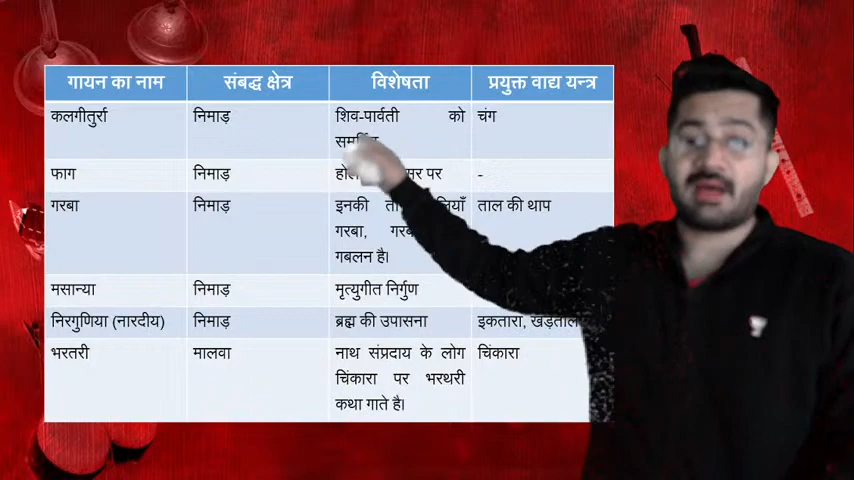 गायन का नाम संबद्ध क्षेत्र विशेषता प्रयुक्त वाद्य यन्त्र
कलगीतुर्रा निमाड़ शिव-पार्वती को चंग
फाग निमाड़ पर -
गरबा निमाड़ इनकी ताल की थाप
गरबा,
गबलन है।
मसान्या निमाड़ मृत्युगीत निर्गुण
निरगुणिया (नारदीय) निमाड़ ब्रह्म की उपासना इकतारा, खड़ताल
भरतरी मालवा नाथ संप्रदाय के लोग चिंकारा
चिंकारा पर भरथरी
कथा गाते है।